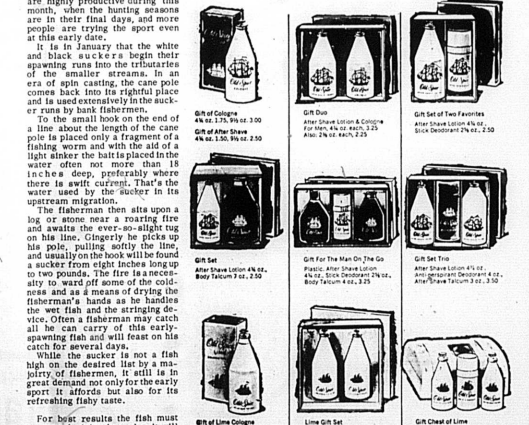 are highly productive during this
month, when the hunting seasons
are in their final days, and more
people are trying the sport even
at this early date.
It is in January that the white
and black suckers begin their
spawning runs into the tributaries
of the smaller streams. In an
era of spin casting, the cane pole
comes back into its rightful place
and is used extensively in the suck-
er runs by bank fishermen.
To the small hook on the end of
a line about the length of the cane
pole is placed only a fragment of a
fishing worm and with the aid of a
light sinker the bait is placed in the
water often not more than 18
inches deep, preferably where
there is swift current. That's the
water used by the sucker in its
upstream migration.
The fisherman then sits upon a
log or stone near a roaring fire
and awaits the ever-so-slight tug
on his line. Gingerly he picks up
his pole, pulling softly the line,
and usually on the hook will be found
a sucker from eight inches long up
to two pounds. The fire is a neces-
sity to ward off some of the cold-
ness and as a means of drying the
fisherman's hands as he handles
the wet fish and the stringing de-
vice. Often a fisherman may catch
all he can carry of this early-
spawning fish and will feast on his
catch for several days.
While the sucker is not a fish
high on the desired list by a ma-
joirty of fishermen, it still is in
great demand not only for the early
sport it affords but also for its
refreshing fishy taste.
For best results the fish must
Gift of Cologne
4¾ oz. 1.75, 9½ oz. 3.00
Gift of After Shave
4¾ oz. 1.50, 9½ oz. 2.50
Gift Duo
After Shave Lotion & Cologne
For Men, 4¾ oz. each, 3.25
Also: 2⅜ oz. each, 2.25
Gift Set of Two Favorites
After Shave Lotion 4¾ oz.,
Stick Deodorant 2¾ oz., 2.50
Gift Set
After Shave Lotion 4¾ oz.,
Body Talcum 3 oz., 2.50
Gift For The Man On The Go
Plastic. After Shave Lotion
4¾ oz., Stick Deodorant 2¾ oz.,
Body Talcum 4 oz., 3.25
Gift Set Trio
After Shave Lotion 4¾ oz.,
Anti-perspirant Deodorant 4 oz.,
After Shave Talcum 3 oz., 3.50
Gift of Lime Cologne
Lime Gift Set
Gift Chest of Lime
Old Spice
Old Spice
Old Spice
Old Spice
Old Spice